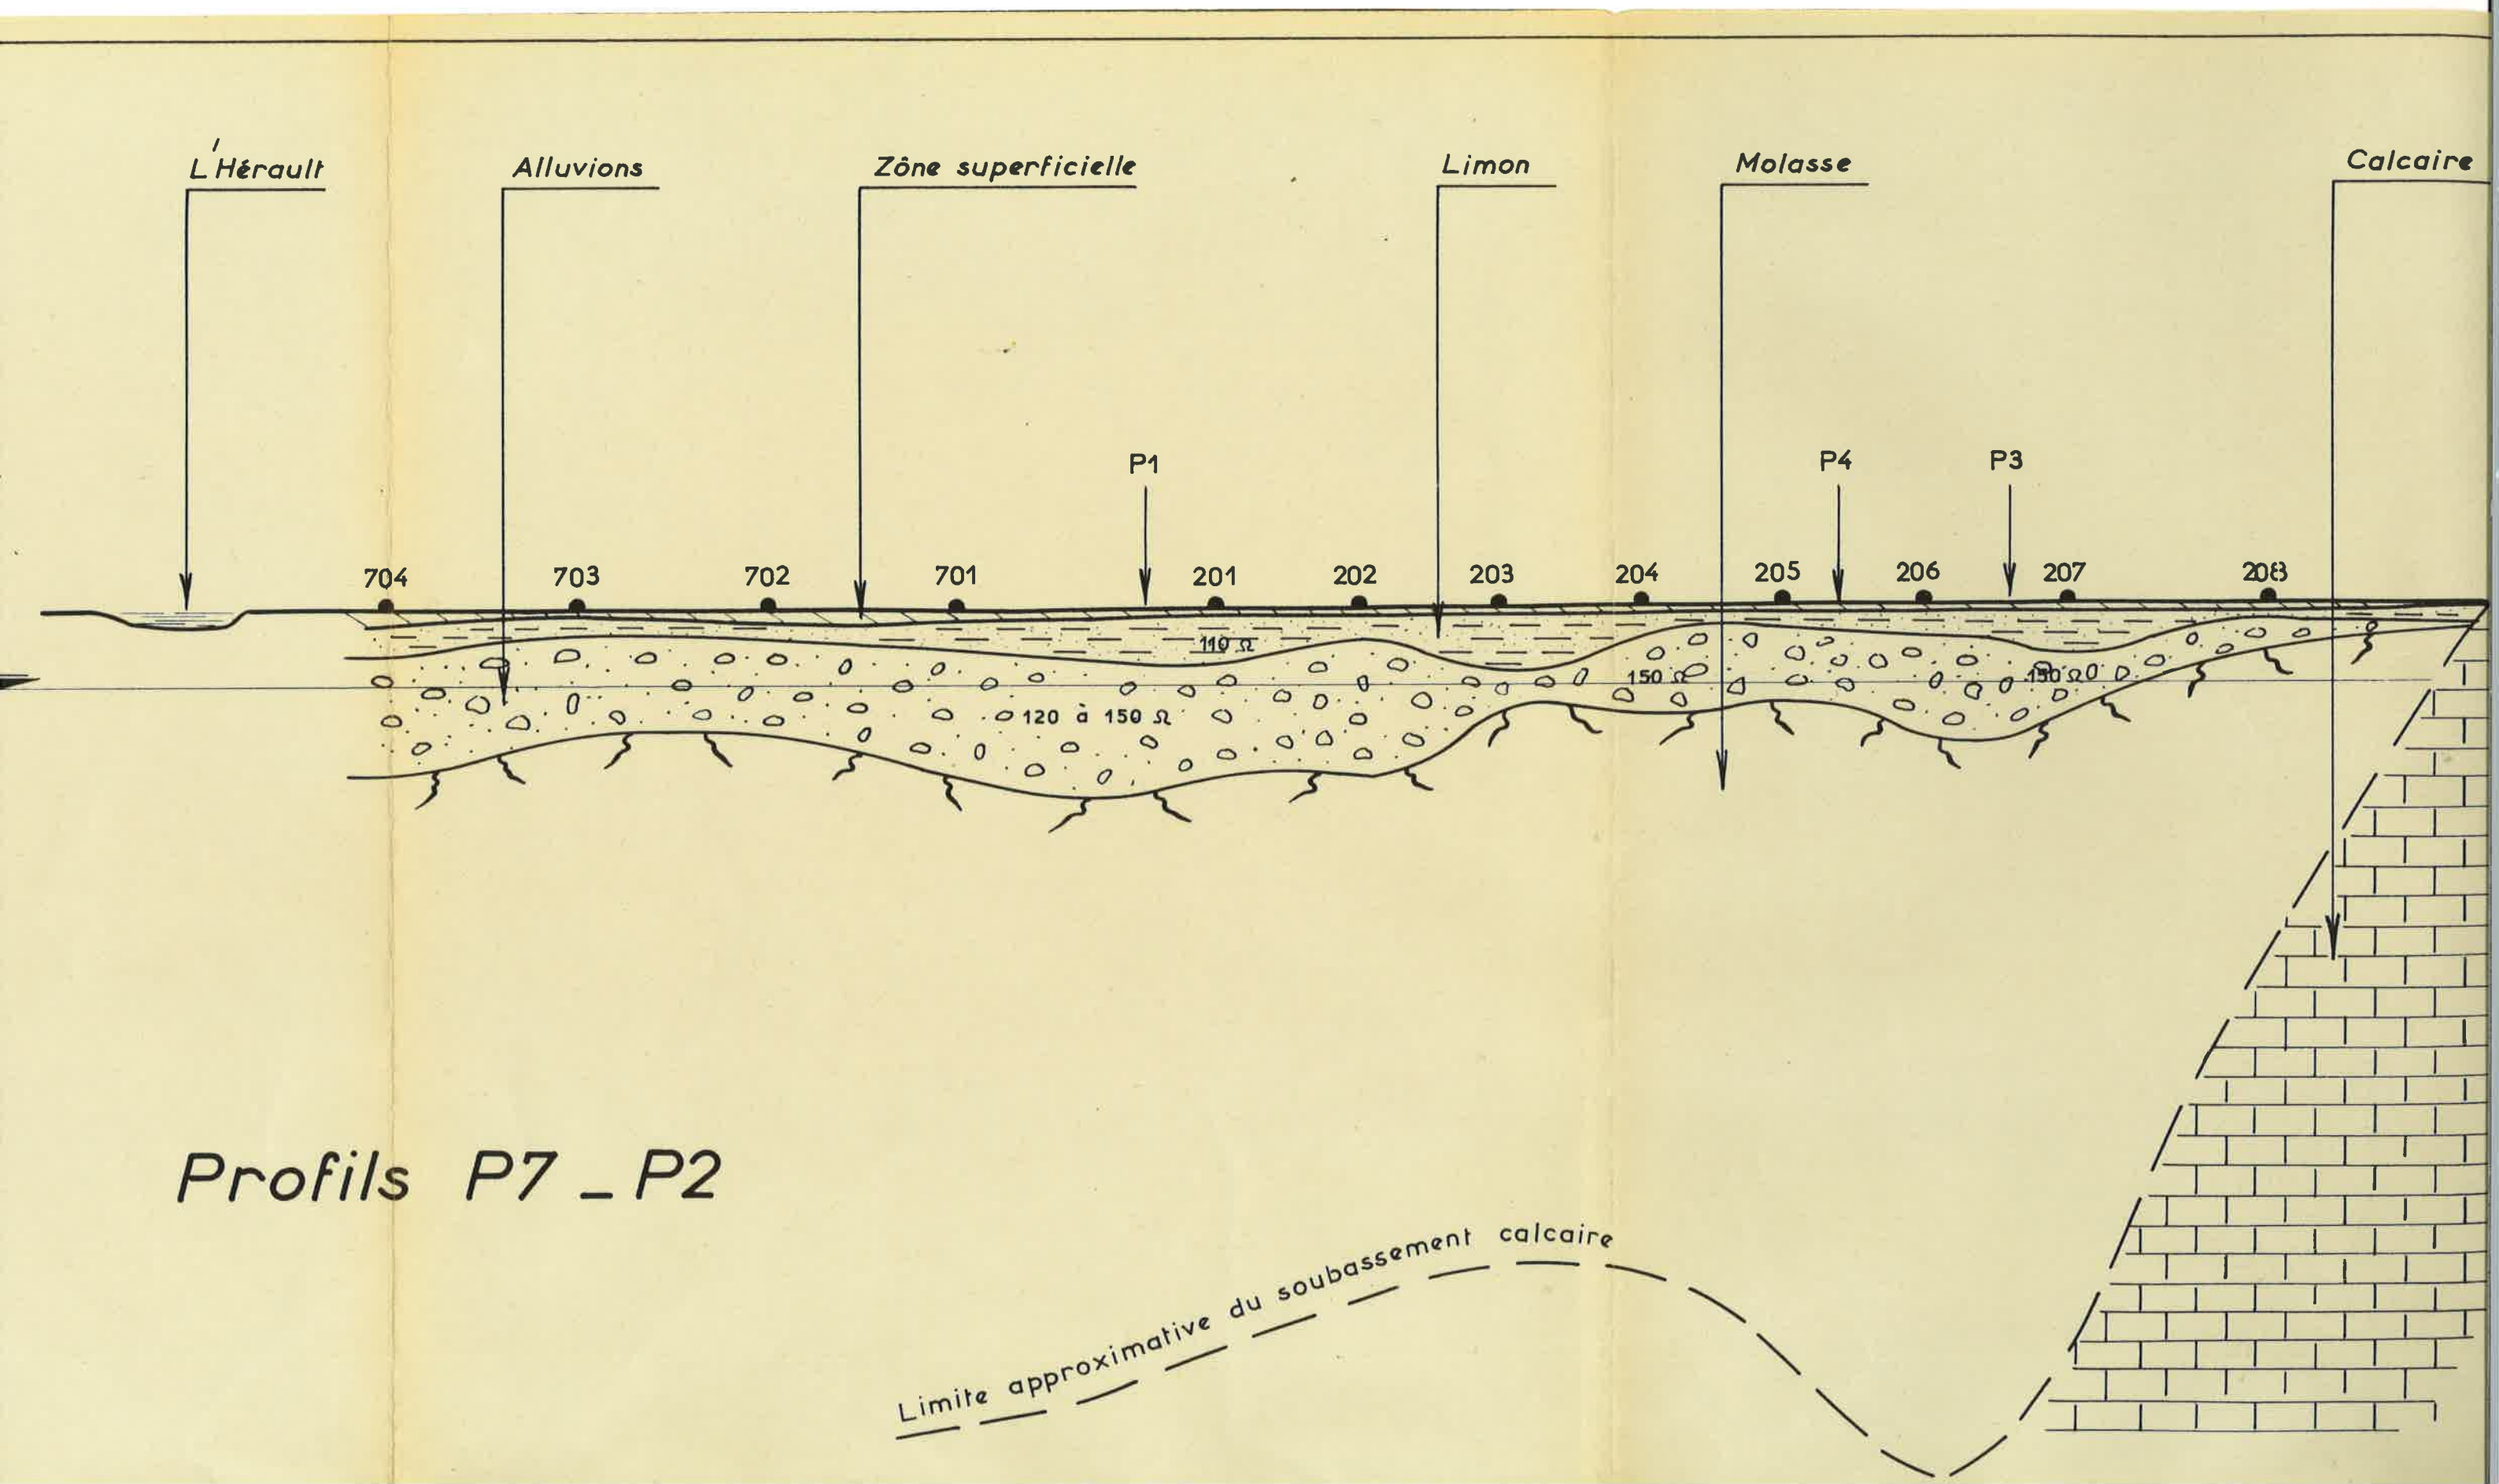 L'Hérault
Alluvions
Zône superficielle
Limon
Molasse
Calcaire
P1
P4
P3
704
703
702
701
201
202
203
204
205
206
207
208
110 Ω
150 Ω
150 Ω
120 à 150 Ω
Profils P7 _ P2
Limite approximative du soubassement calcaire